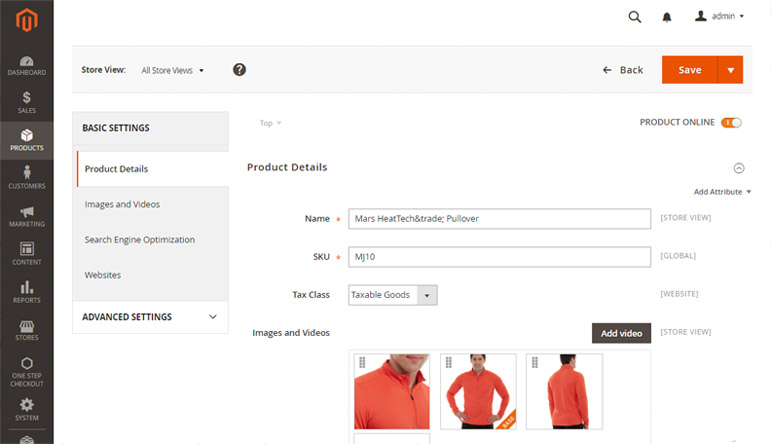 admin
Store View: All Store Views ? Back Save
DASHBOARD
SALES
PRODUCTS
CUSTOMERS
MARKETING
CONTENT
REPORTS
STORES
ONE STEP
CHECKOUT
SYSTEM
BASIC SETTINGS
Product Details
Images and Videos
Search Engine Optimization
Websites
ADVANCED SETTINGS
Top
PRODUCT ONLINE
Product Details
Add Attribute
Name * Mars HeatTech&trade; Pullover [STORE VIEW]
SKU * MJ10 [GLOBAL]
Tax Class Taxable Goods [WEBSITE]
Images and Videos Add video [STORE VIEW]
BASE